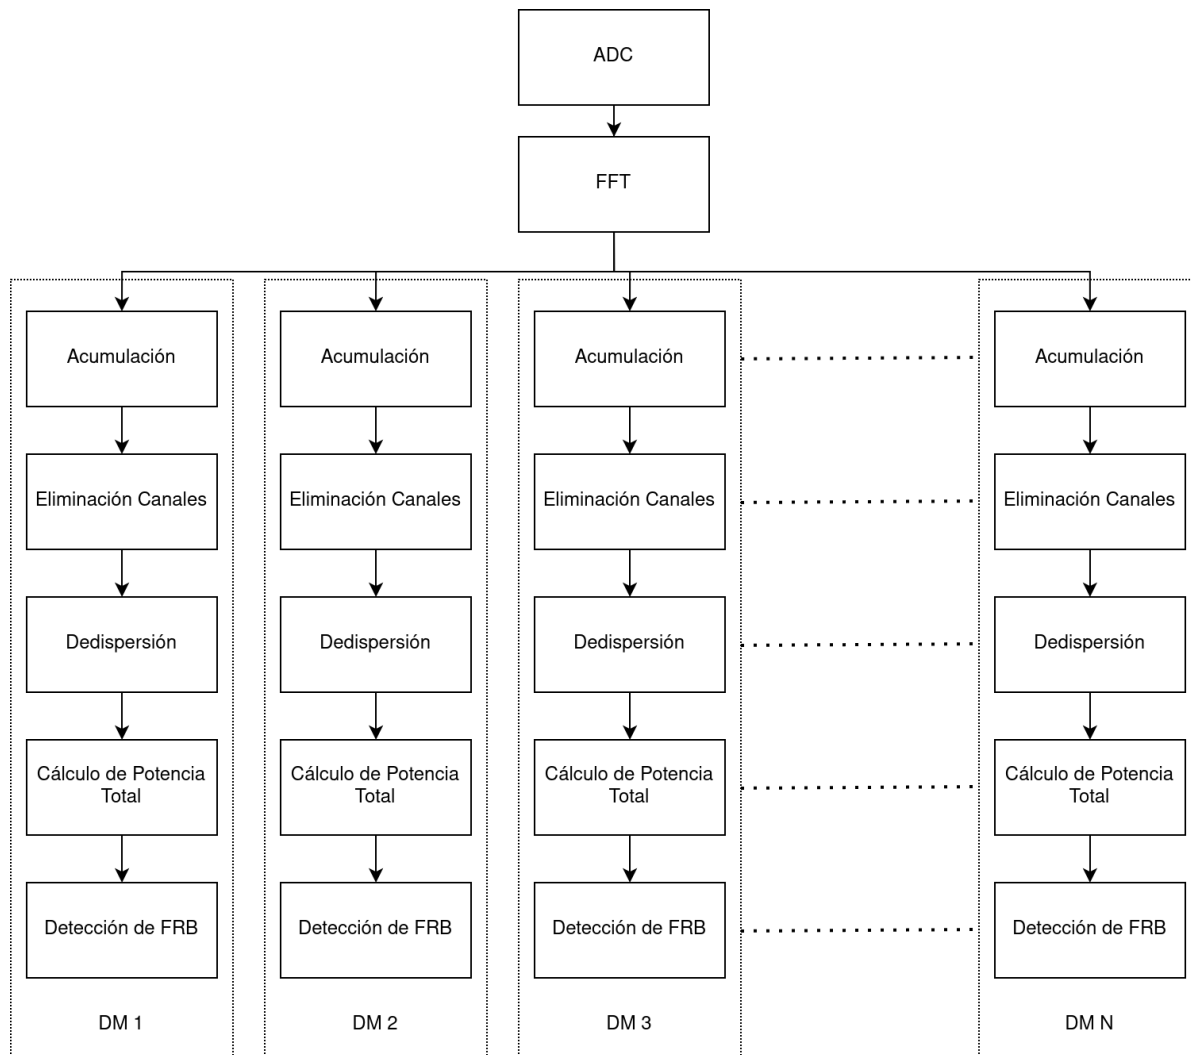 ADC
FFT
Acumulación
Acumulación
Acumulación
Acumulación
Eliminación Canales
Eliminación Canales
Eliminación Canales
Eliminación Canales
Dedispersión
Dedispersión
Dedispersión
Dedispersión
Cálculo de Potencia
Total
Cálculo de Potencia
Total
Cálculo de Potencia
Total
Cálculo de Potencia
Total
Detección de FRB
Detección de FRB
Detección de FRB
Detección de FRB
DM 1
DM 2
DM 3
DM N